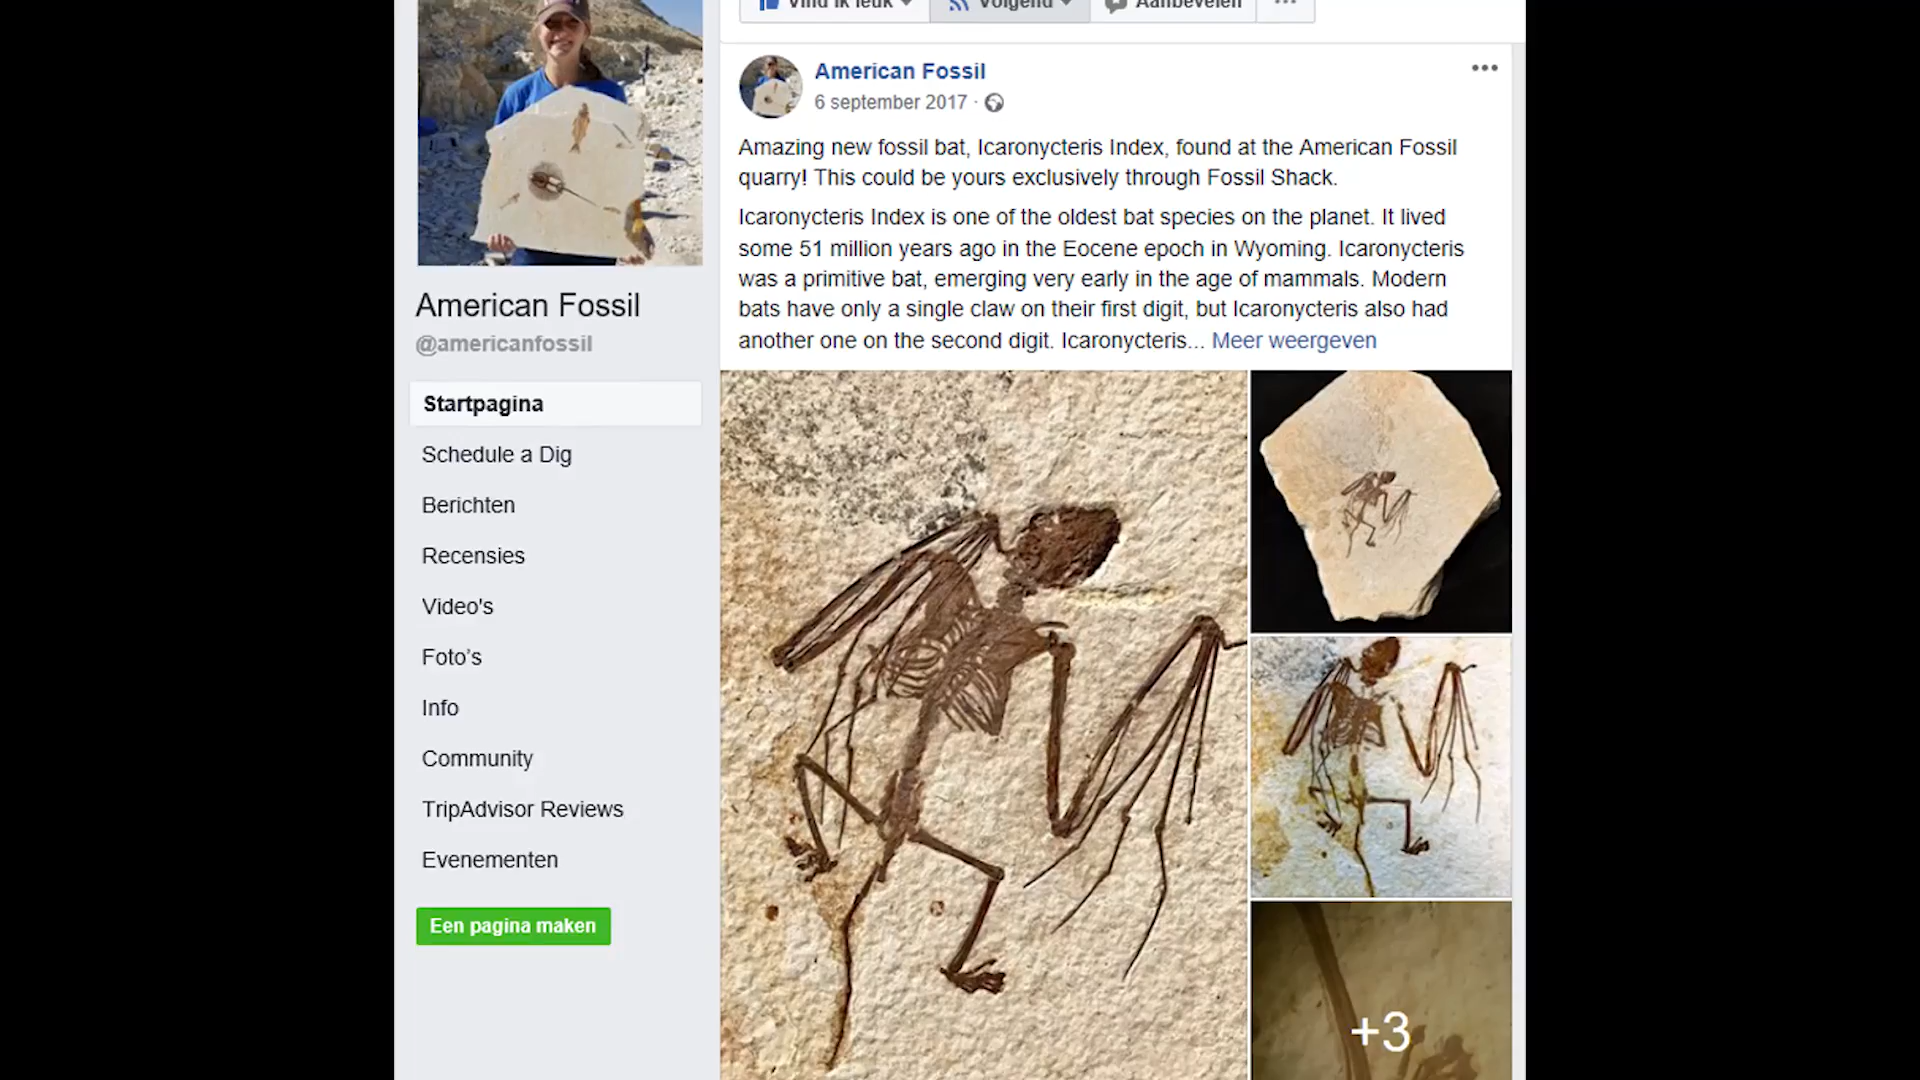 Vind ik leuk
Volgend
Aanbevelen
American Fossil
6 september 2017 ·
Amazing new fossil bat, Icaronycteris Index, found at the American Fossil
quarry! This could be yours exclusively through Fossil Shack.
Icaronycteris Index is one of the oldest bat species on the planet. It lived
some 51 million years ago in the Eocene epoch in Wyoming. Icaronycteris
was a primitive bat, emerging very early in the age of mammals. Modern
bats have only a single claw on their first digit, but Icaronycteris also had
another one on the second digit. Icaronycteris... Meer weergeven
American Fossil
@americanfossil
Startpagina
Schedule a Dig
Berichten
Recensies
Video's
Foto's
Info
Community
TripAdvisor Reviews
Evenementen
Een pagina maken
+3